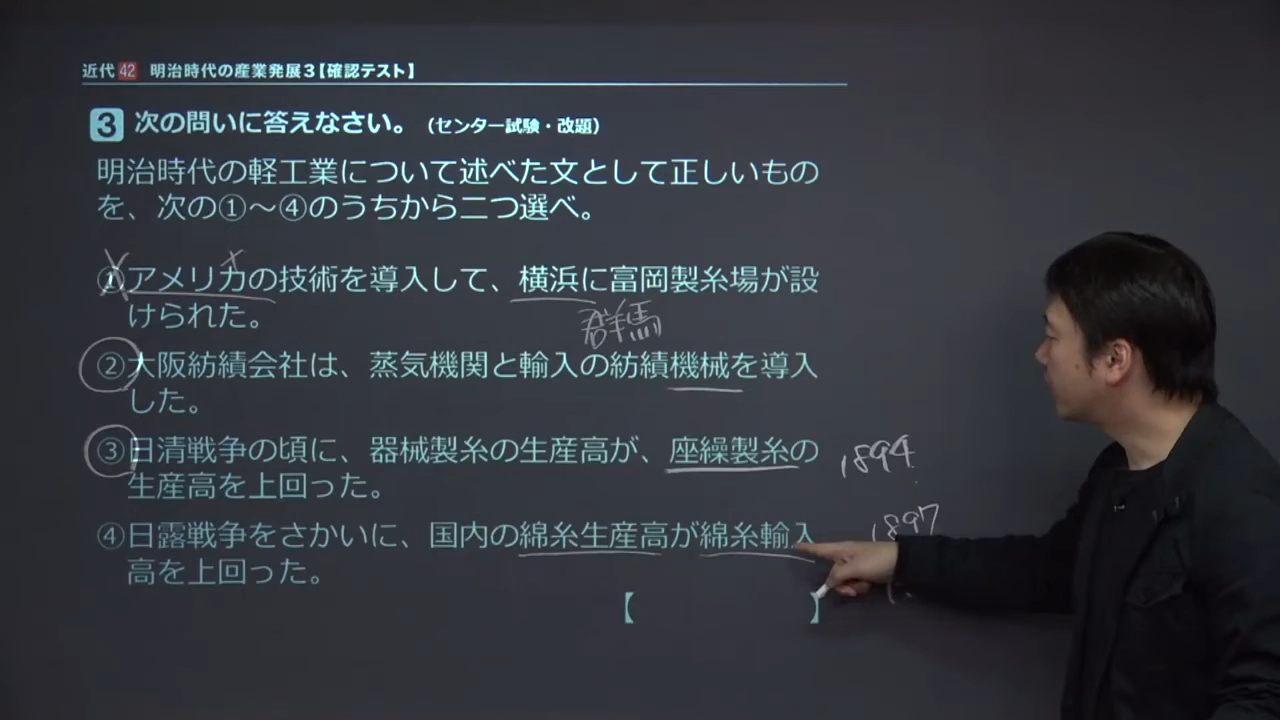 近代42 明治時代の産業発展3【確認テスト】
3 次の問いに答えなさい。(センター試験・改題)
明治時代の軽工業について述べた文として正しいもの
を、次の①～④のうちから二つ選べ。
①アメリカの技術を導入して、横浜に富岡製糸場が設
けられた。
群馬
②大阪紡績会社は、蒸気機関と輸入の紡績機械を導入
した。
③日清戦争の頃に、器械製糸の生産高が、座繰製糸の
生産高を上回った。
1894
④日露戦争をさかいに、国内の綿糸生産高が綿糸輸入
高を上回った。
1897
【 】